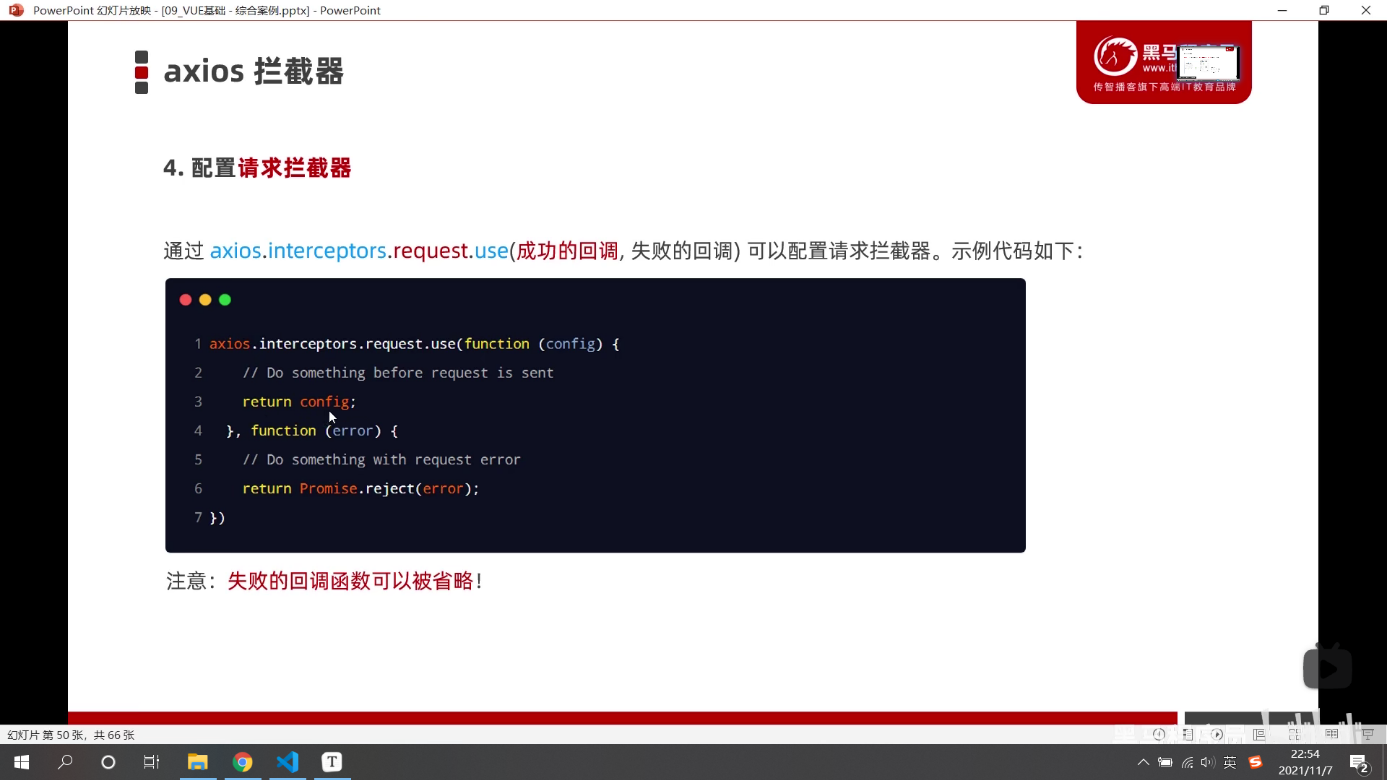 PowerPoint 幻灯片放映 - [09_VUE基础 - 综合案例.pptx] - PowerPoint
axios 拦截器
黑马
www.it
传智播客旗下高端IT教育品牌
4. 配置请求拦截器
通过 axios.interceptors.request.use(成功的回调, 失败的回调) 可以配置请求拦截器。示例代码如下：
1 axios.interceptors.request.use(function (config) {
2 // Do something before request is sent
3 return config;
4 }, function (error) {
5 // Do something with request error
6 return Promise.reject(error);
7 })
注意：失败的回调函数可以被省略！
幻灯片 第 50 张，共 66 张
T
英
22:54
2021/11/7
2